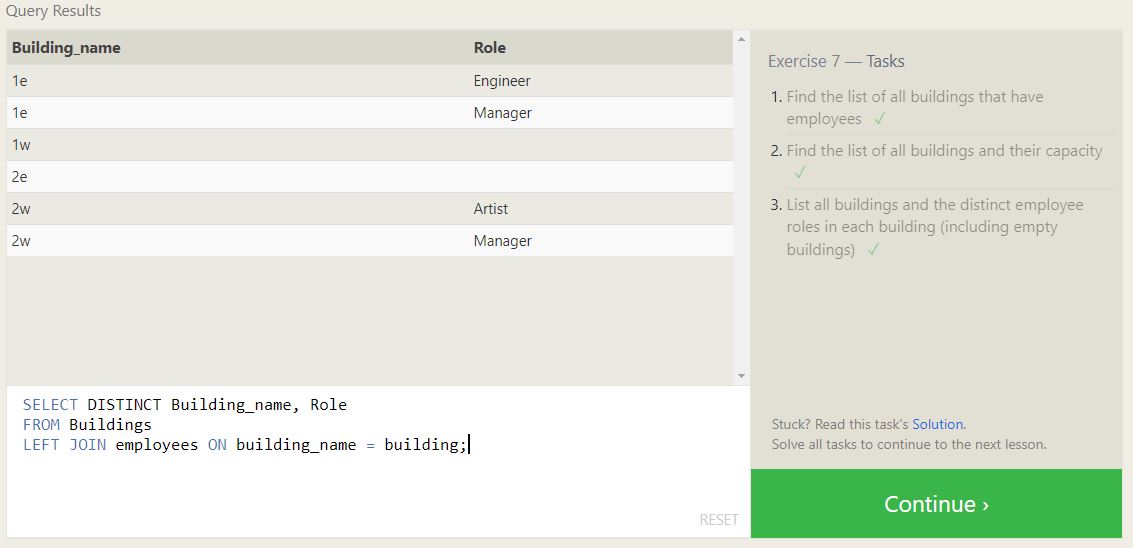 Query Results
Building_name Role
1e Engineer
1e Manager
1w
2e
2w Artist
2w Manager
SELECT DISTINCT Building_name, Role
FROM Buildings
LEFT JOIN employees ON building_name = building;
RESET
Exercise 7 — Tasks
1. Find the list of all buildings that have
employees ✓
2. Find the list of all buildings and their capacity
✓
3. List all buildings and the distinct employee
roles in each building (including empty
buildings) ✓
Stuck? Read this task's Solution.
Solve all tasks to continue to the next lesson.
Continue ›